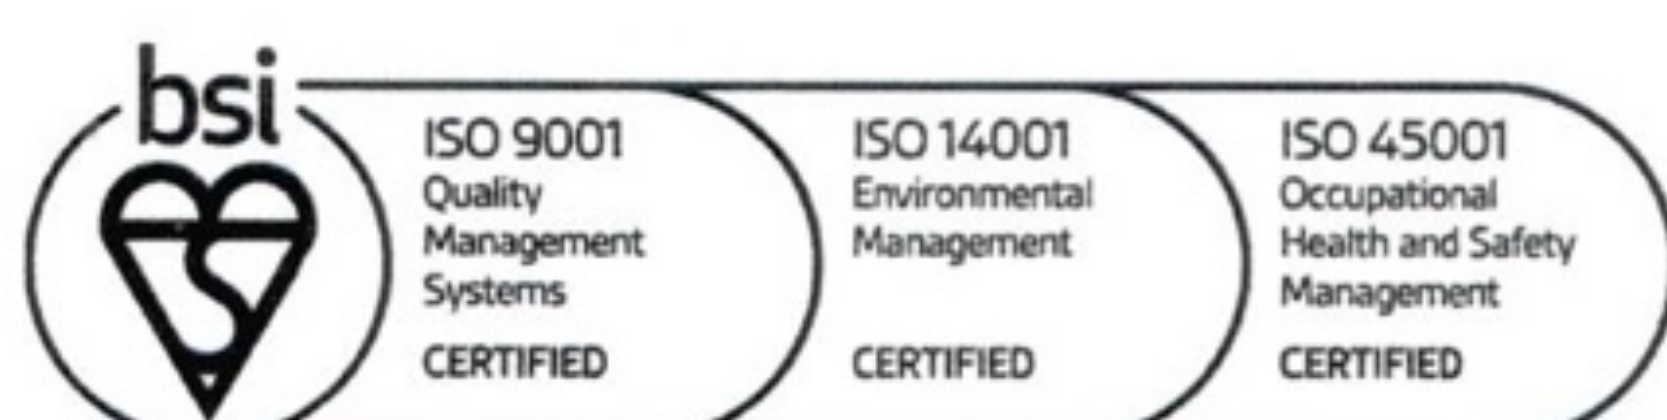 bsi
ISO 9001
Quality
Management
Systems
CERTIFIED
ISO 14001
Environmental
Management
CERTIFIED
ISO 45001
Occupational
Health and Safety
Management
CERTIFIED